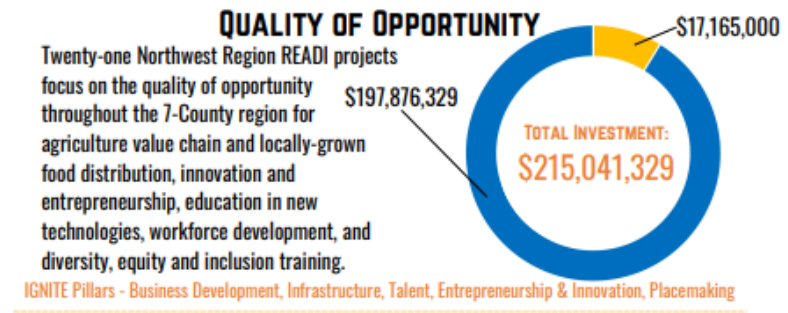 QUALITY OF OPPORTUNITY
Twenty-one Northwest Region READI projects
focus on the quality of opportunity
throughout the 7-County region for
agriculture value chain and locally-grown
food distribution, innovation and
entrepreneurship, education in new
technologies, workforce development, and
diversity, equity and inclusion training.
$197,876,329
$17,165,000
TOTAL INVESTMENT:
$215,041,329
IGNITE Pillars - Business Development, Infrastructure, Talent, Entrepreneurship & Innovation, Placemaking